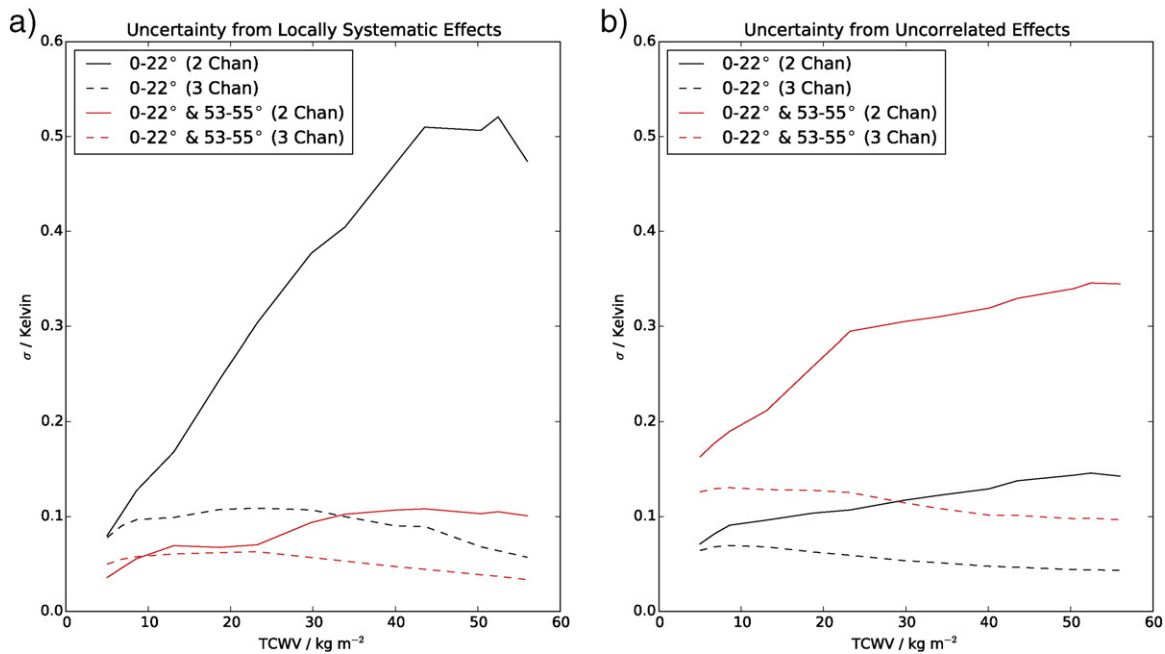 a)
Uncertainty from Locally Systematic Effects
0.6
0.5
0.4
0.3
0.2
0.1
0.0
σ / Kelvin
0-22° (2 Chan)
0-22° (3 Chan)
0-22° & 53-55° (2 Chan)
0-22° & 53-55° (3 Chan)
0 10 20 30 40 50 60
TCWV / kg m⁻²
b)
Uncertainty from Uncorrelated Effects
0.6
0.5
0.4
0.3
0.2
0.1
0.0
σ / Kelvin
0-22° (2 Chan)
0-22° (3 Chan)
0-22° & 53-55° (2 Chan)
0-22° & 53-55° (3 Chan)
0 10 20 30 40 50 60
TCWV / kg m⁻²